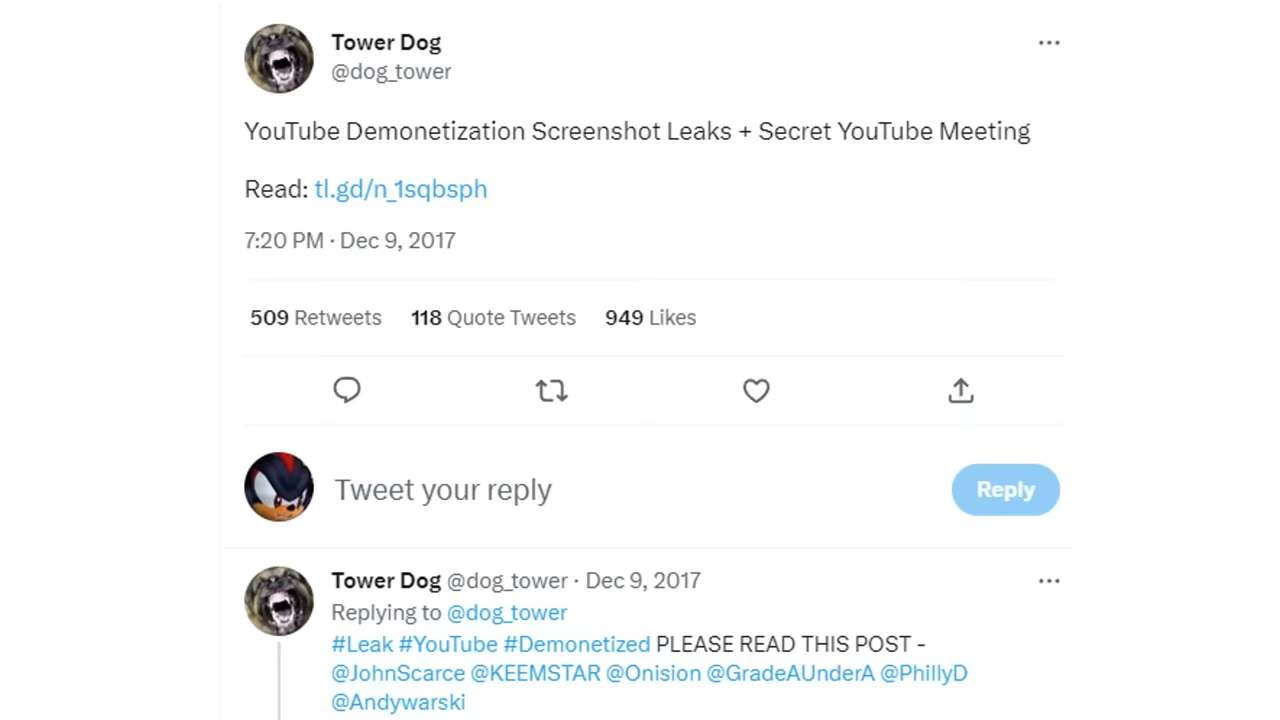 Tower Dog
@dog_tower
YouTube Demonetization Screenshot Leaks + Secret YouTube Meeting
Read: tl.gd/n_1sqbsph
7:20 PM · Dec 9, 2017
509 Retweets 118 Quote Tweets 949 Likes
Tweet your reply
Reply
Tower Dog @dog_tower · Dec 9, 2017
Replying to @dog_tower
#Leak #YouTube #Demonetized PLEASE READ THIS POST -
@JohnScarce @KEEMSTAR @Onision @GradeAUnderA @PhillyD
@Andywarski